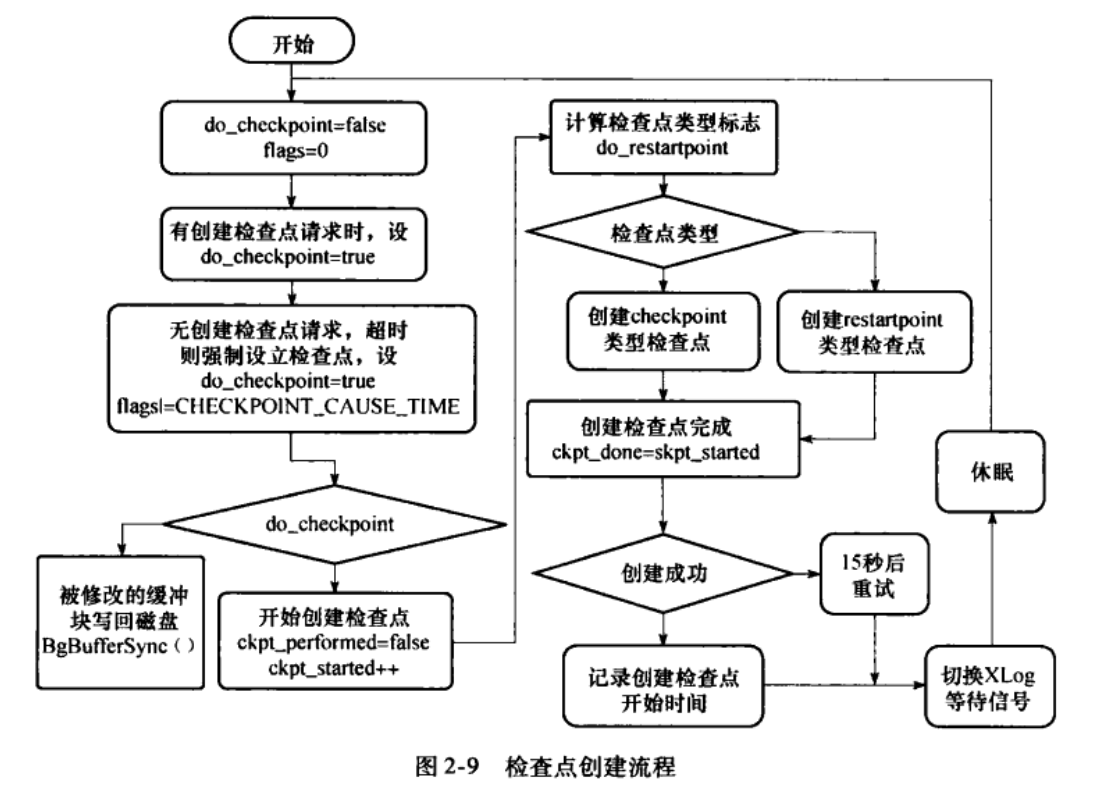 开始
do_checkpoint=false
flags=0
有创建检查点请求时，设
do_checkpoint=true
无创建检查点请求，超时
则强制设立检查点，设
do_checkpoint=true
flags|=CHECKPOINT_CAUSE_TIME
do_checkpoint
被修改的缓冲
块写回磁盘
BgBufferSync（）
开始创建检查点
ckpt_performed=false
ckpt_started++
计算检查点类型标志
do_restartpoint
检查点类型
创建checkpoint
类型检查点
创建restartpoint
类型检查点
创建检查点完成
ckpt_done=skpt_started
创建成功
15秒后
重试
记录创建检查点
开始时间
切换XLog
等待信号
休眠
图 2-9 检查点创建流程